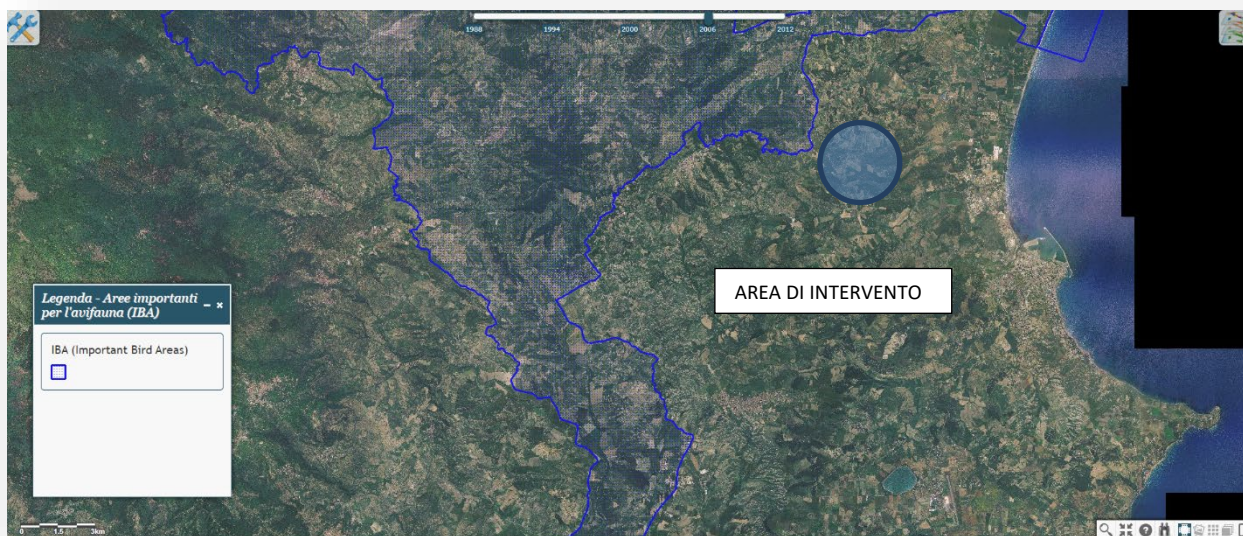 1988 1994 2000 2006 2012
AREA DI INTERVENTO
Legenda - Aree importanti
per l'avifauna (IBA)
IBA (Important Bird Areas)
0 1.5 3km